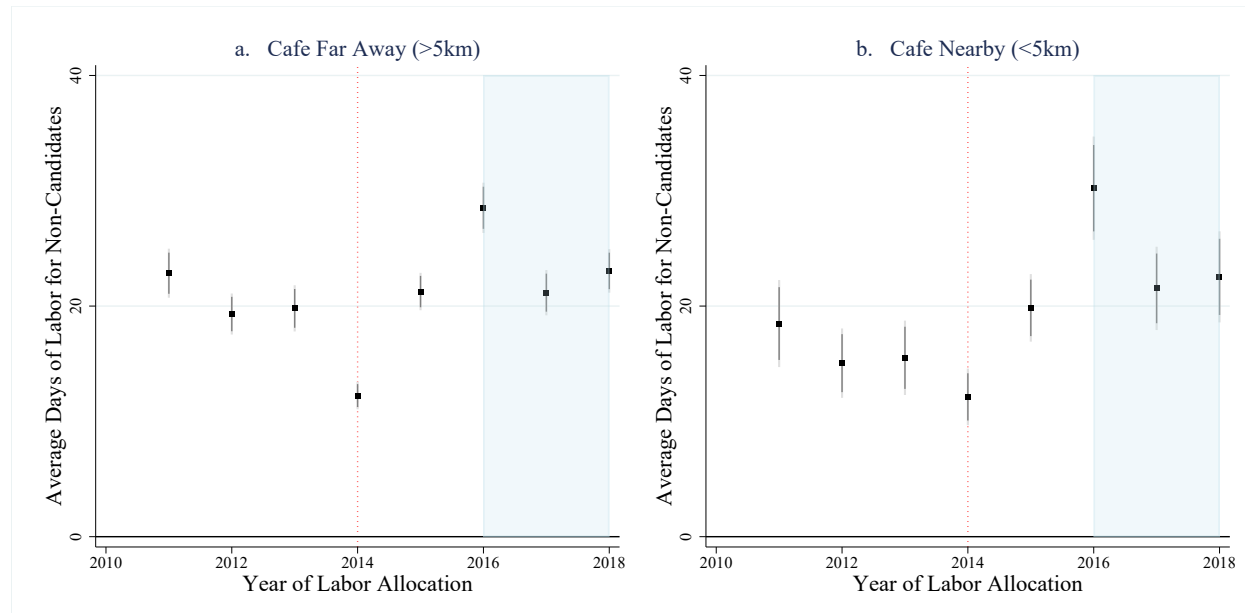 a. Cafe Far Away (>5km)
Average Days of Labor for Non-Candidates
40
20
0
2010 2012 2014 2016 2018
Year of Labor Allocation
b. Cafe Nearby (<5km)
Average Days of Labor for Non-Candidates
40
20
0
2010 2012 2014 2016 2018
Year of Labor Allocation